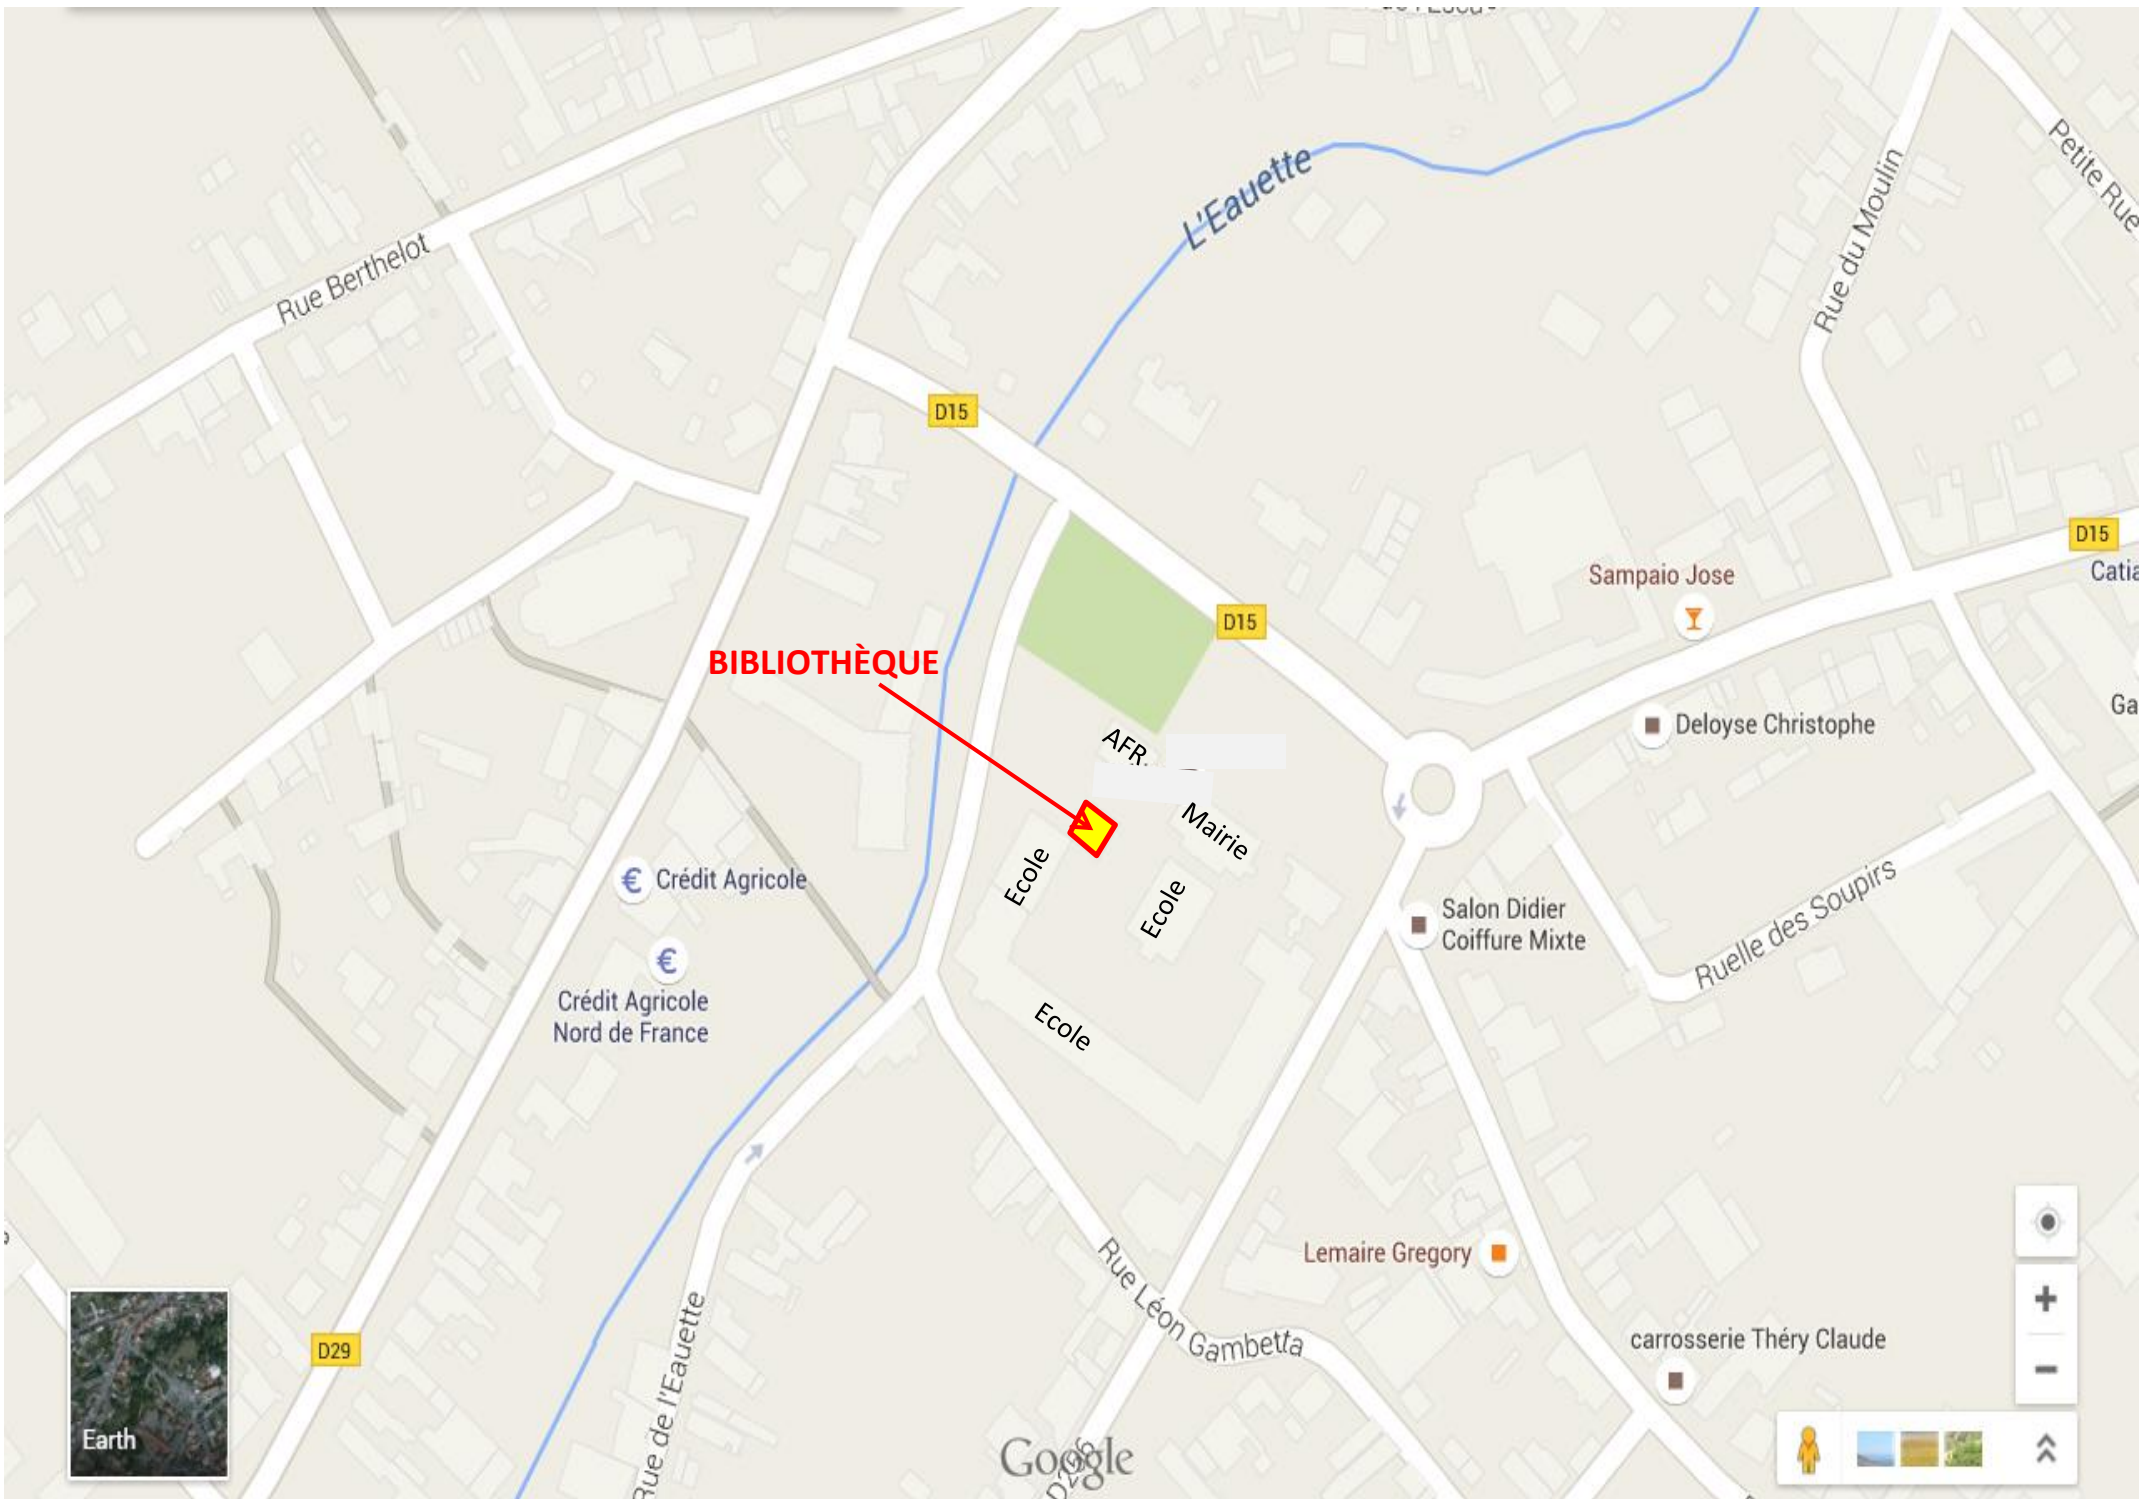 L'Eauette
Petite Rue
Rue du Moulin
Rue Berthelot
D15
D15
Sampaio Jose
D15
Catia
BIBLIOTHÈQUE
Ga
Deloyse Christophe
AFR.
Mairie
Ecole
Ecole
Crédit Agricole
Salon Didier
Coiffure Mixte
Ruelle des Soupirs
Crédit Agricole
Nord de France
Ecole
Lemaire Gregory
Rue Léon Gambetta
carrosserie Théry Claude
D29
Rue de l'Eauette
Earth
Google